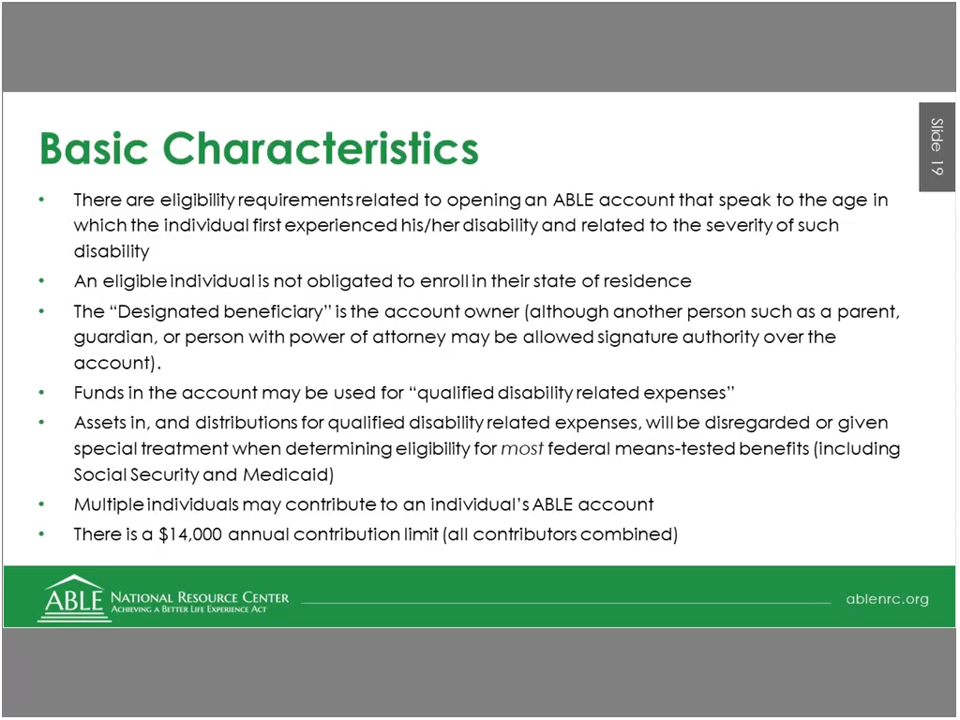 Slide 19
Basic Characteristics
• There are eligibility requirements related to opening an ABLE account that speak to the age in
which the individual first experienced his/her disability and related to the severity of such
disability
• An eligible individual is not obligated to enroll in their state of residence
• The “Designated beneficiary” is the account owner (although another person such as a parent,
guardian, or person with power of attorney may be allowed signature authority over the
account).
• Funds in the account may be used for “qualified disability related expenses”
• Assets in, and distributions for qualified disability related expenses, will be disregarded or given
special treatment when determining eligibility for most federal means-tested benefits (including
Social Security and Medicaid)
• Multiple individuals may contribute to an individual’s ABLE account
• There is a $14,000 annual contribution limit (all contributors combined)
ABLE NATIONAL RESOURCE CENTER
ACHIEVING A BETTER LIFE EXPERIENCE ACT
ablenrc.org